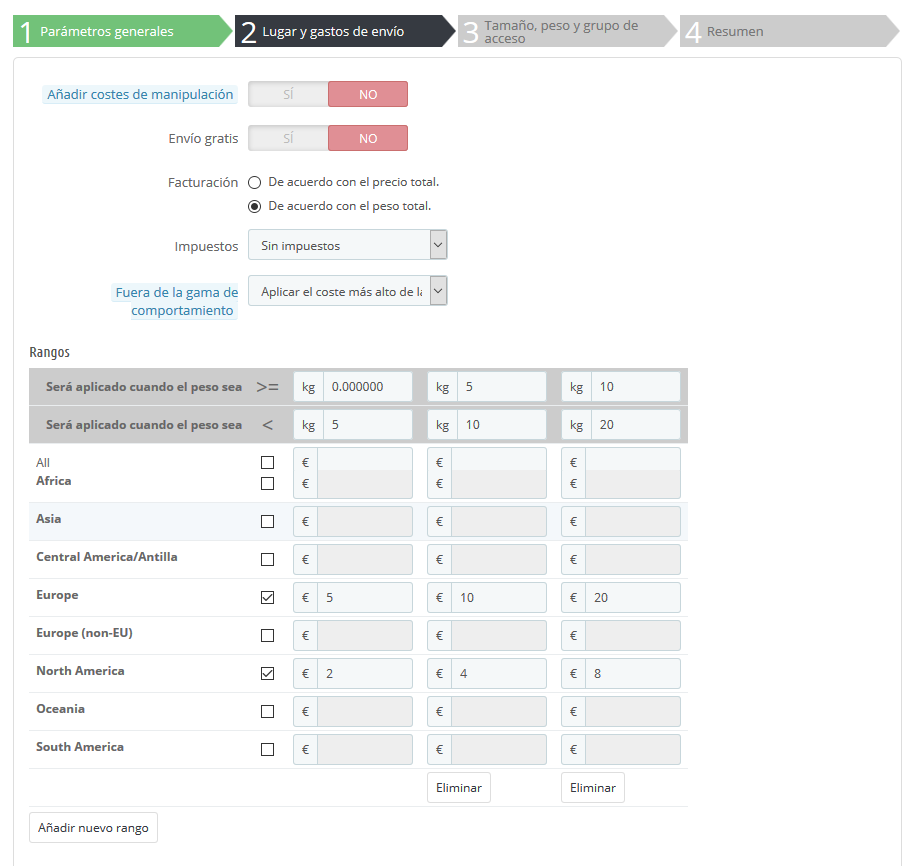 1 Parámetros generales
2 Lugar y gastos de envío
3 Tamaño, peso y grupo de
acceso
4 Resumen
Añadir costes de manipulación SÍ NO
Envío gratis SÍ NO
Facturación De acuerdo con el precio total.
De acuerdo con el peso total.
Impuestos Sin impuestos
Fuera de la gama de
comportamiento
Aplicar el coste más alto de la
Rangos
Será aplicado cuando el peso sea >= kg 0.000000 kg 5 kg 10
Será aplicado cuando el peso sea < kg 5 kg 10 kg 20
All € € €
Africa € € €
Asia € € €
Central America/Antilla € € €
Europe € 5 € 10 € 20
Europe (non-EU) € € €
North America € 2 € 4 € 8
Oceania € € €
South America € € €
Eliminar Eliminar
Añadir nuevo rango